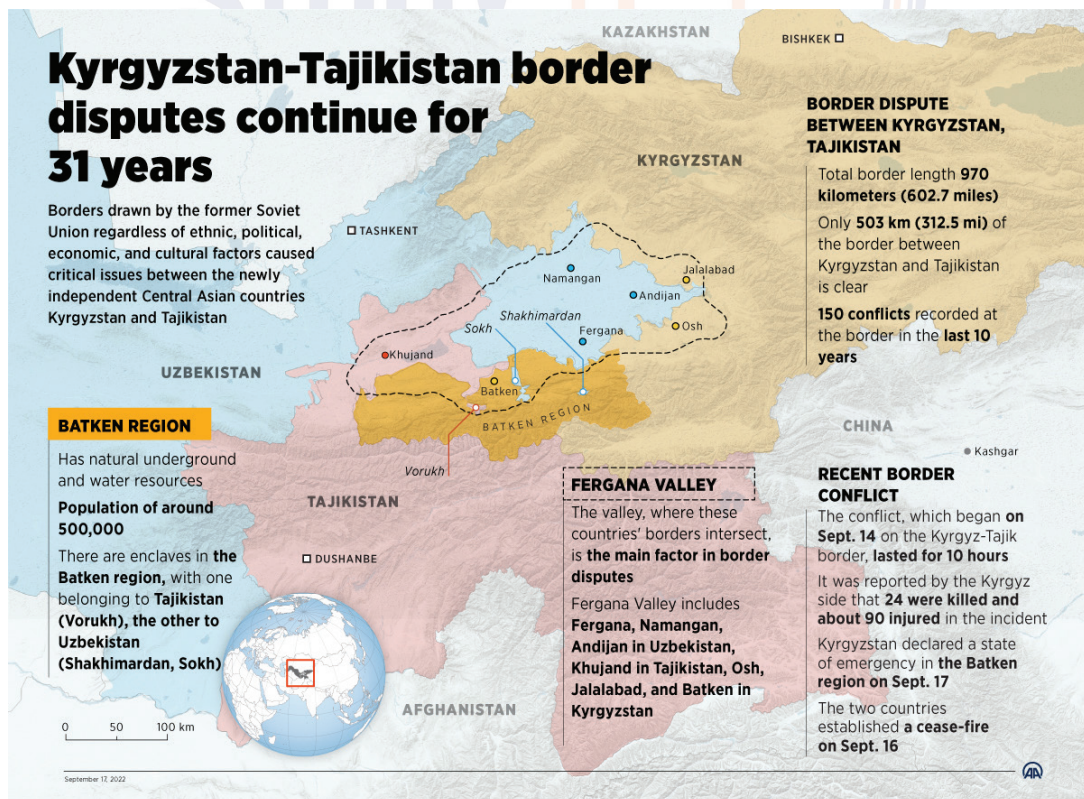 Kyrgyzstan-Tajikistan border
disputes continue for
31 years
Borders drawn by the former Soviet
Union regardless of ethnic, political,
economic, and cultural factors caused
critical issues between the newly
independent Central Asian countries
Kyrgyzstan and Tajikistan
KAZAKHSTAN
BISHKEK
KYRGYZSTAN
TASHKENT
Namangan
Jalalabad
Andijan
Shakhimardan
Sokh
Osh
Fergana
Khujand
UZBEKISTAN
Batken
BATKEN REGION
Vorukh
TAJIKISTAN
DUSHANBE
CHINA
Kashgar
AFGHANISTAN
BORDER DISPUTE
BETWEEN KYRGYZSTAN,
TAJIKISTAN
Total border length 970
kilometers (602.7 miles)
Only 503 km (312.5 mi) of
the border between
Kyrgyzstan and Tajikistan
is clear
150 conflicts recorded at
the border in the last 10
years
BATKEN REGION
Has natural underground
and water resources
Population of around
500,000
There are enclaves in the
Batken region, with one
belonging to Tajikistan
(Vorukh), the other to
Uzbekistan
(Shakhimardan, Sokh)
FERGANA VALLEY
The valley, where these
countries' borders intersect,
is the main factor in border
disputes
Fergana Valley includes
Fergana, Namangan,
Andijan in Uzbekistan,
Khujand in Tajikistan, Osh,
Jalalabad, and Batken in
Kyrgyzstan
RECENT BORDER
CONFLICT
The conflict, which began on
Sept. 14 on the Kyrgyz-Tajik
border, lasted for 10 hours
It was reported by the Kyrgyz
side that 24 were killed and
about 90 injured in the incident
Kyrgyzstan declared a state
of emergency in the Batken
region on Sept. 17
The two countries
established a cease-fire
on Sept. 16
0 50 100 km
September 17, 2022
AA